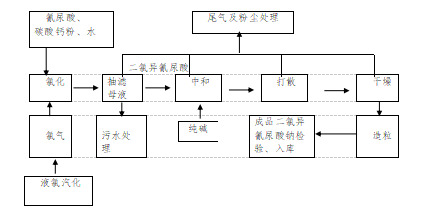 氰尿酸、
碳酸钙粉、水
尾气及粉尘处理
二氯异氰尿酸
氯化
抽滤
母液
中和
打散
干燥
氯气
污水处
理
纯碱
成品二氯异
氰尿酸钠检
验、入库
造粒
液氯汽化